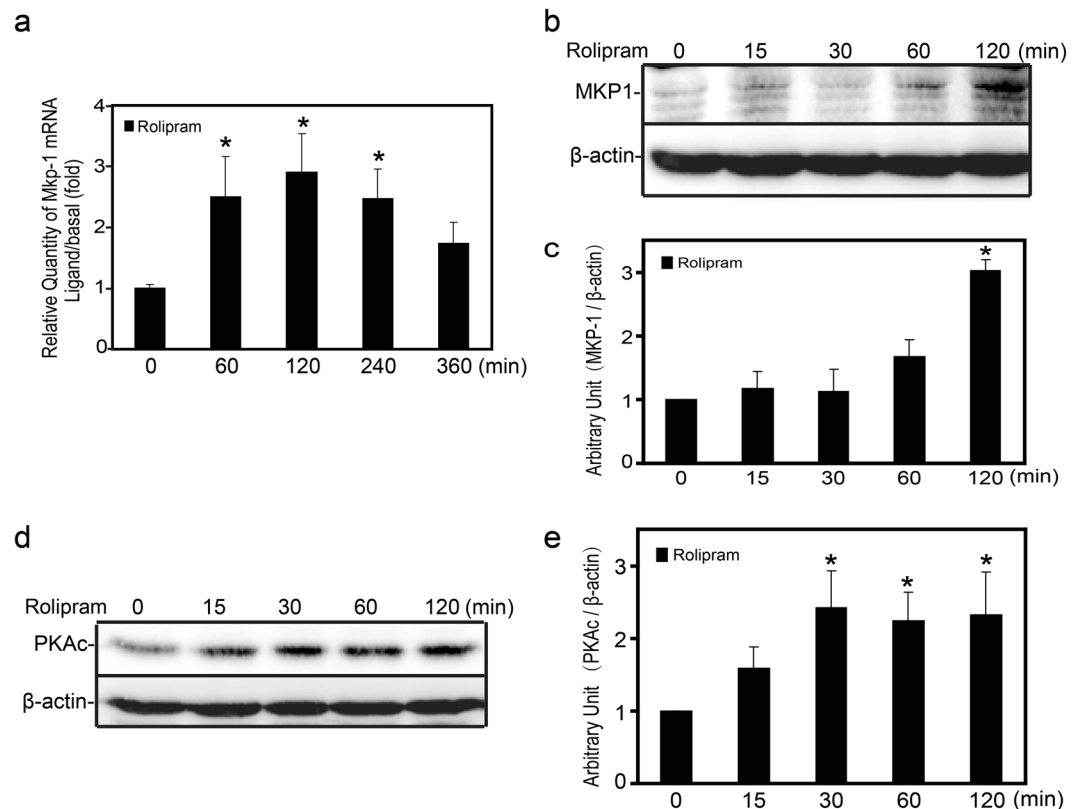 a
Relative Quantity of Mkp-1 mRNA
Ligand/basal (fold)
4
3
2
1
0
Rolipram
* * *
0 60 120 240 360 (min)
b
Rolipram 0 15 30 60 120 (min)
MKP1-
β-actin-
c
Arbitrary Unit (MKP-1 / β-actin)
3
2
1
0
Rolipram
*
0 15 30 60 120 (min)
d
Rolipram 0 15 30 60 120 (min)
PKAc-
β-actin-
e
Arbitrary Unit (PKAc / β-actin)
3
2
1
0
Rolipram
* * *
0 15 30 60 120 (min)